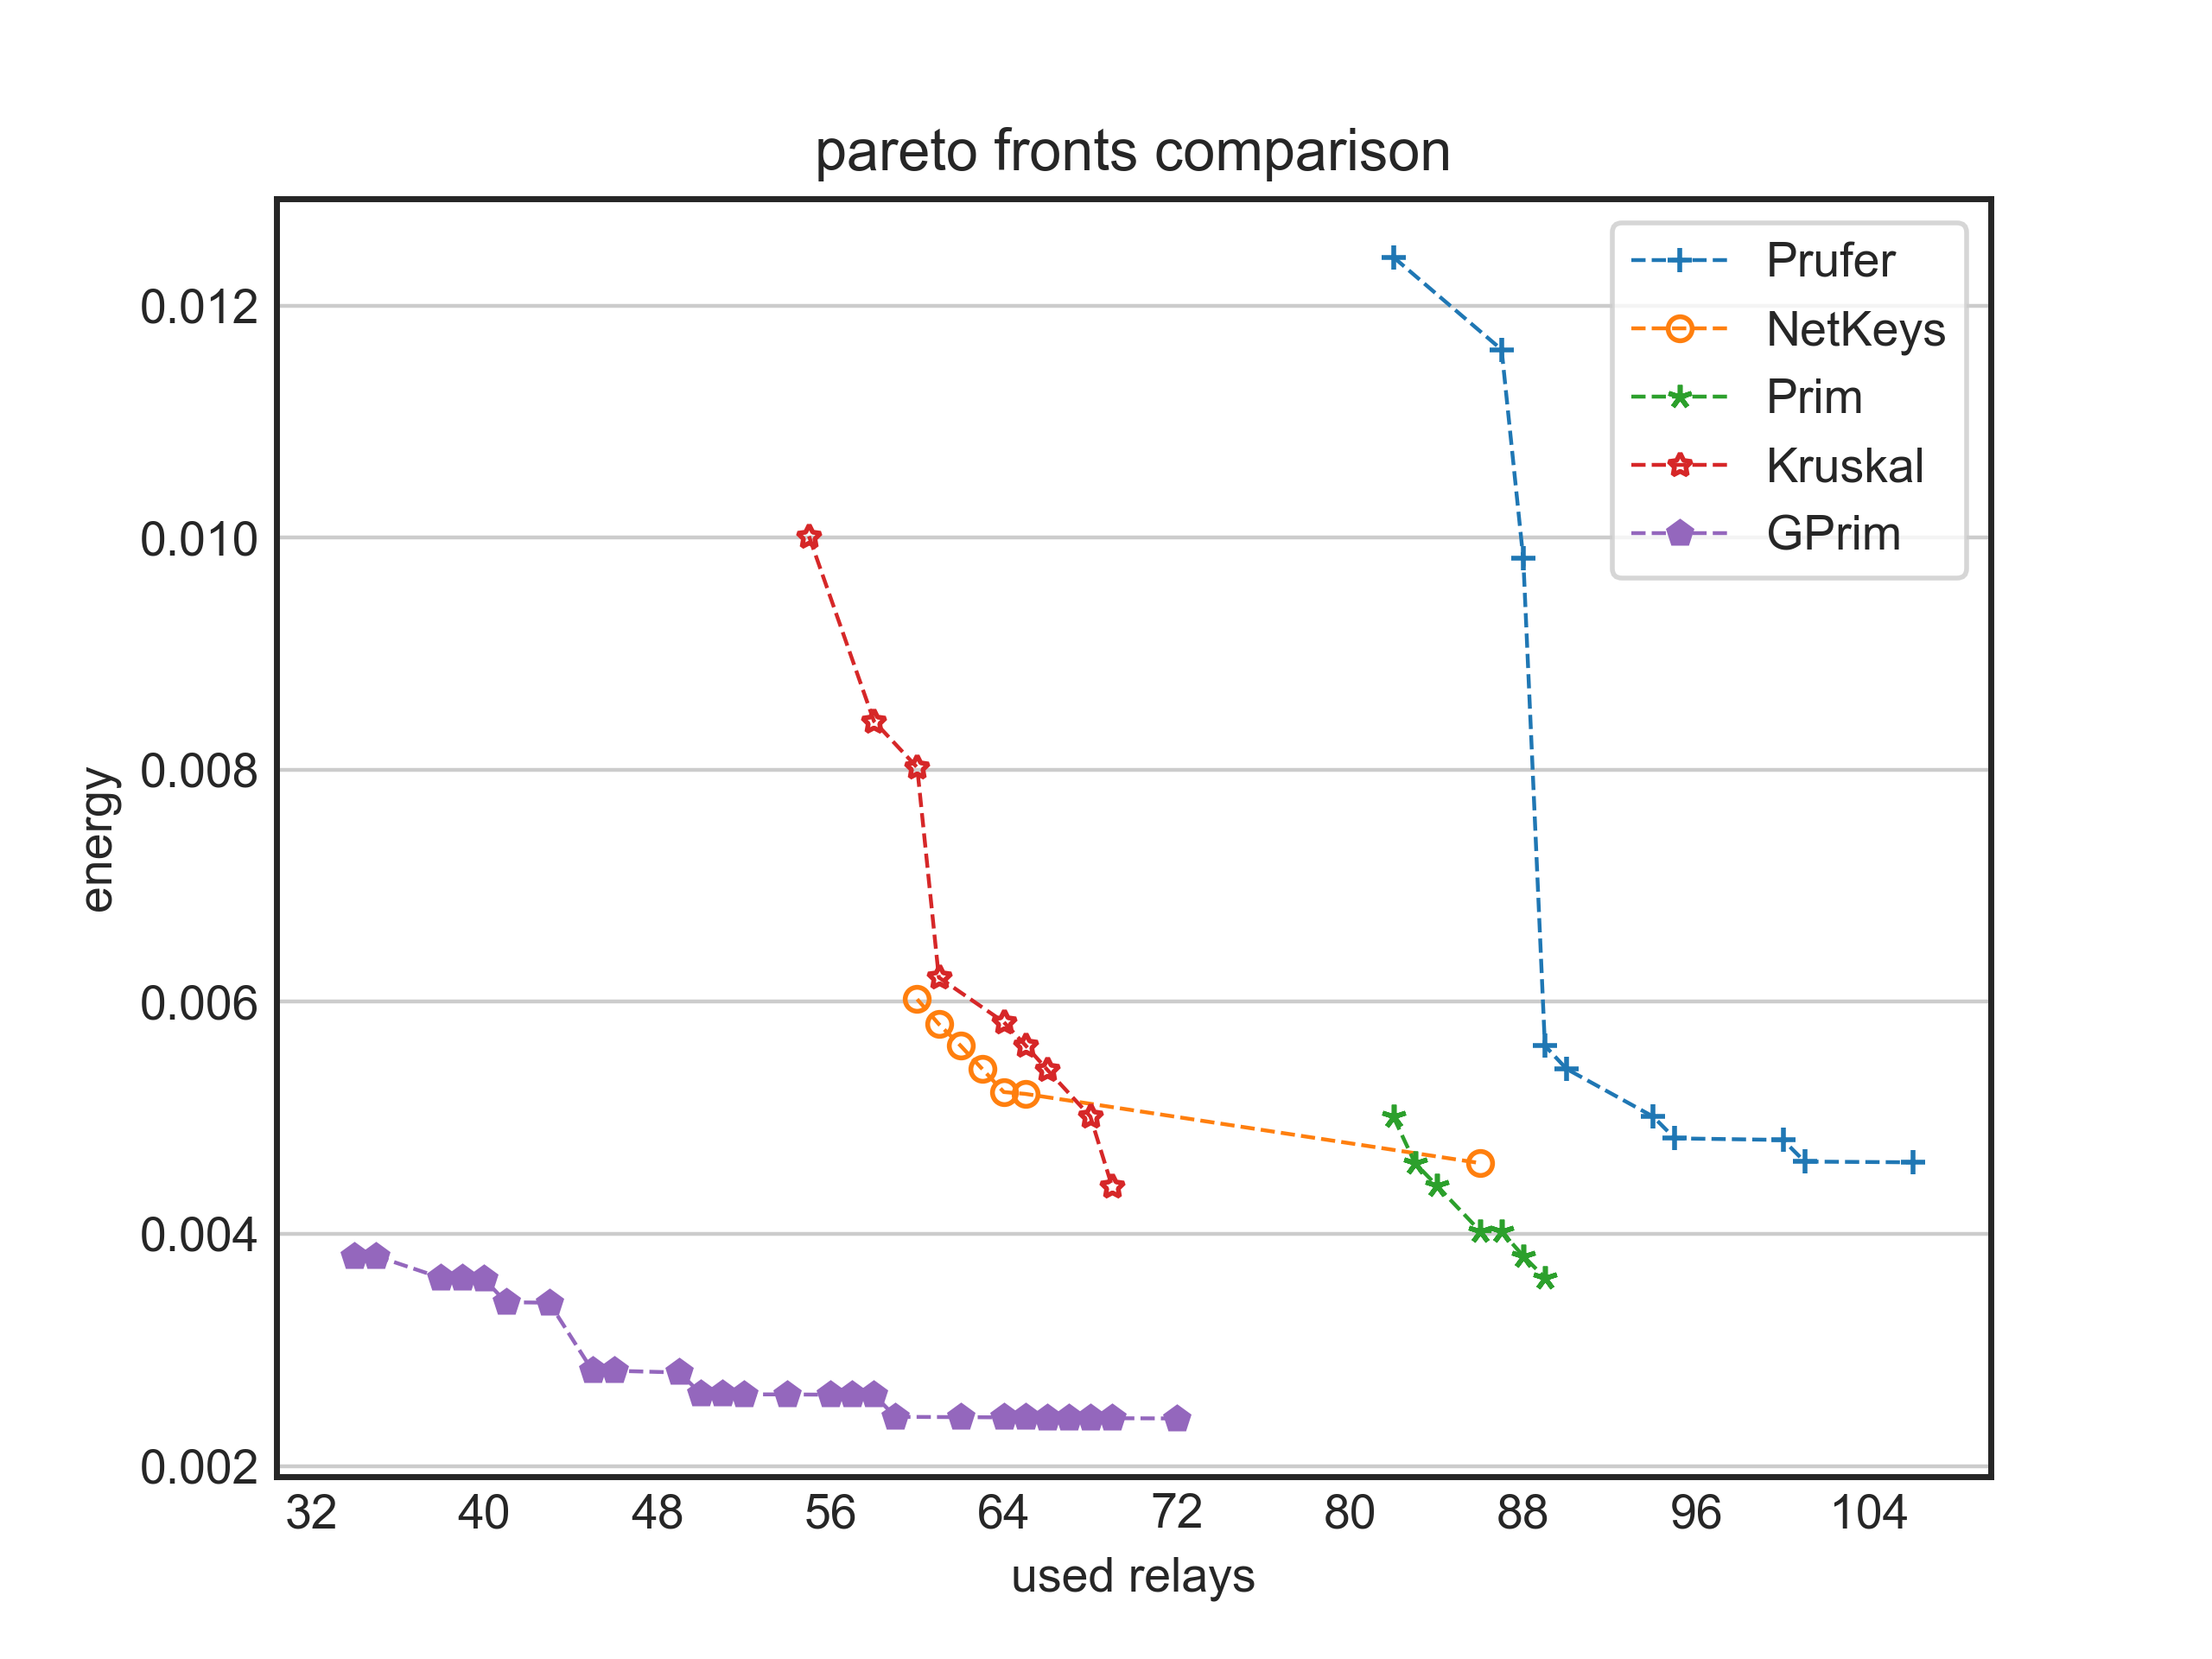 pareto fronts comparison
Prufer
NetKeys
Prim
Kruskal
GPrim
0.012
0.010
0.008
0.006
0.004
0.002
energy
32 40 48 56 64 72 80 88 96 104
used relays